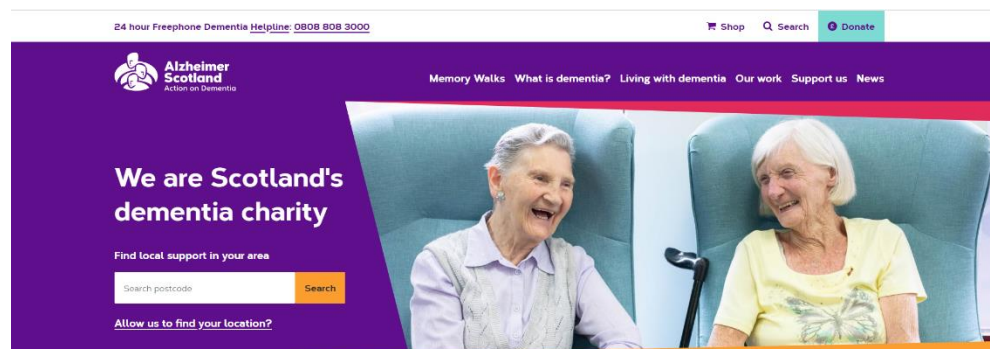 24 hour Freephone Dementia Helpline: 0808 808 3000
Shop
Search
Donate
Alzheimer
Scotland
Action on Dementia
Memory Walks What is dementia? Living with dementia Our work Support us News
We are Scotland's
dementia charity
Find local support in your area
Search postcode
Search
Allow us to find your location?